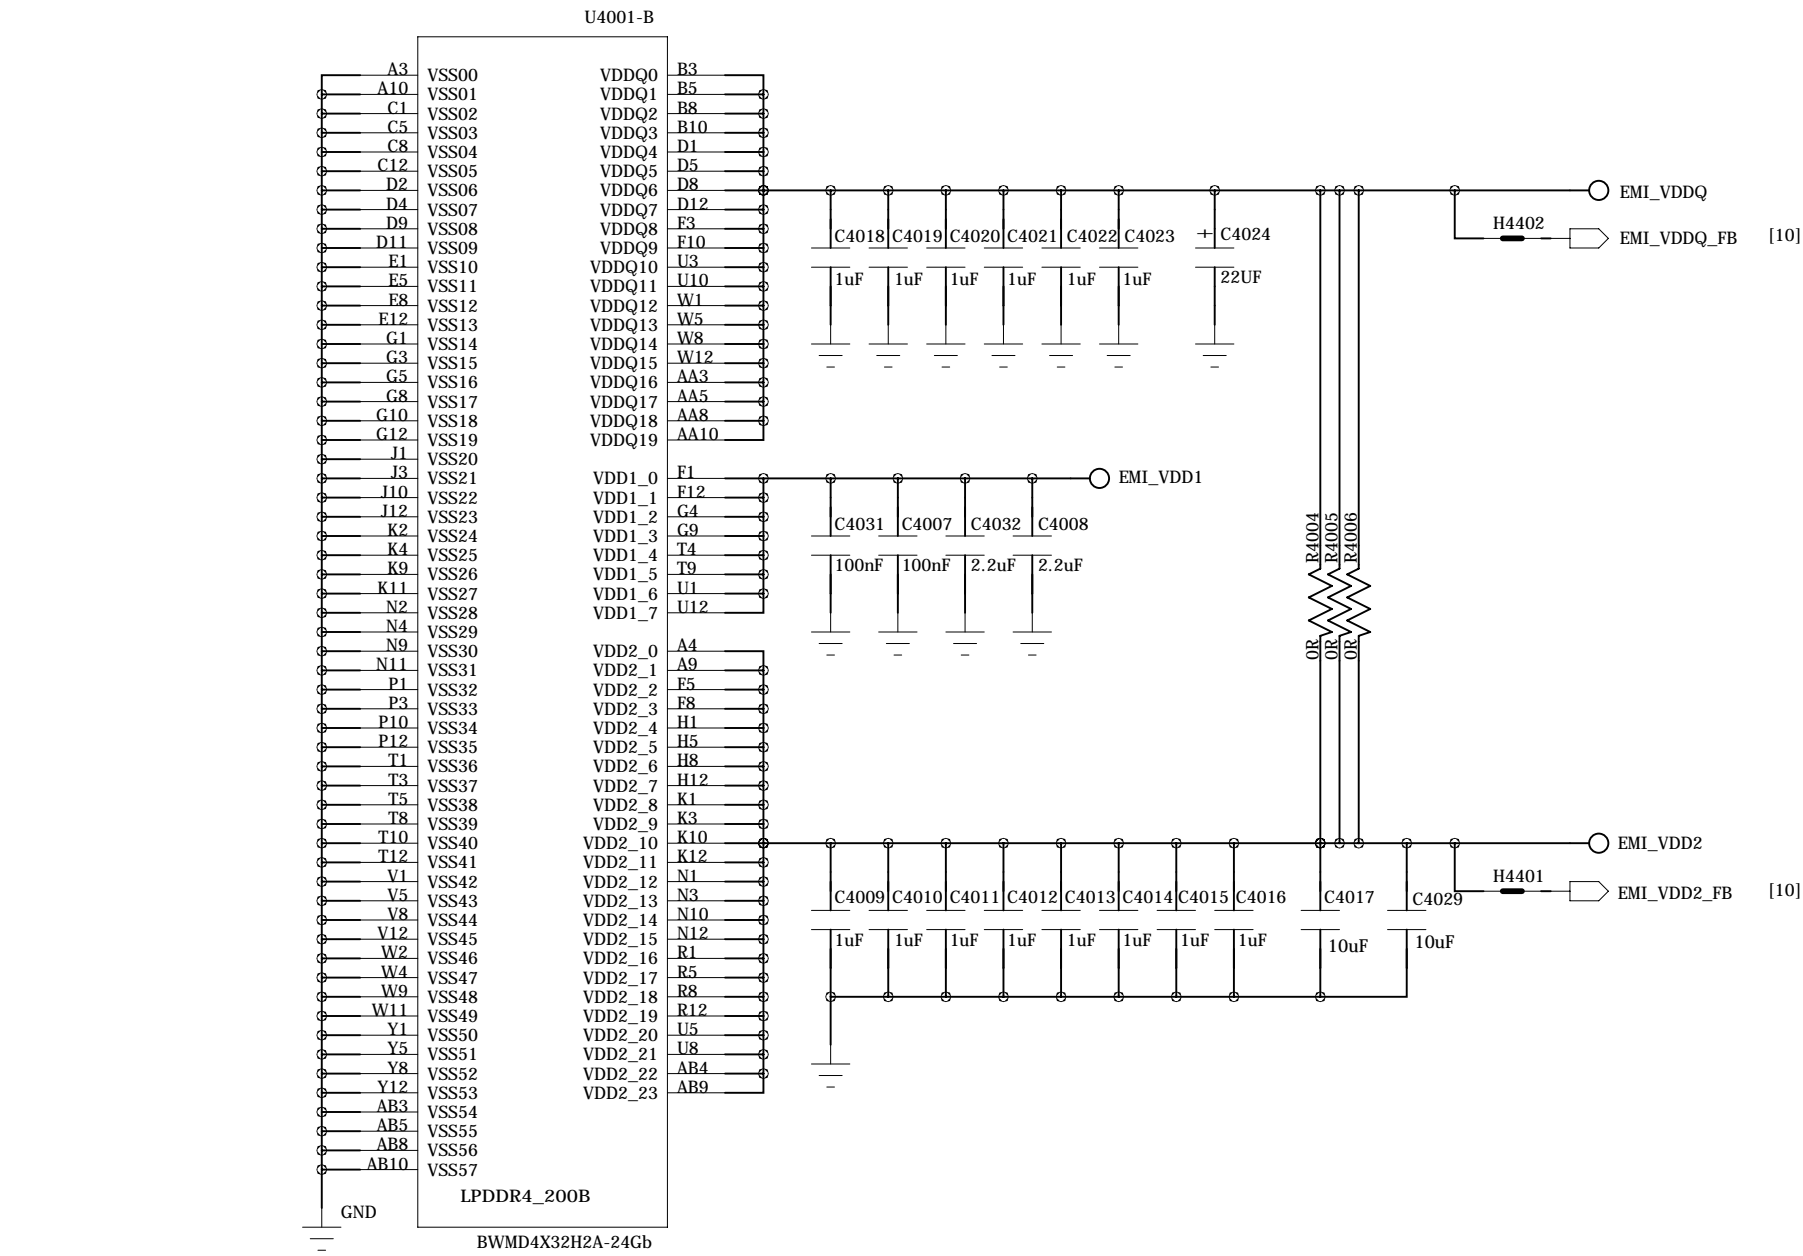 U4001-B
A3 VSS00 VDDQ0 B3
A10 VSS01 VDDQ1 B5
C1 VSS02 VDDQ2 B8
C5 VSS03 VDDQ3 B10
C8 VSS04 VDDQ4 D1
C12 VSS05 VDDQ5 D5
D2 VSS06 VDDQ6 D8 EMI_VDDQ
D4 VSS07 VDDQ7 D12
D9 VSS08 VDDQ8 F3 C4018 C4019 C4020 C4021 C4022 C4023 + C4024 H4402 EMI_VDDQ_FB [10]
D11 VSS09 VDDQ9 F10
E1 VSS10 VDDQ10 U3
E5 VSS11 VDDQ11 U10 1uF 1uF 1uF 1uF 1uF 1uF 22UF
E8 VSS12 VDDQ12 W1
E12 VSS13 VDDQ13 W5
G1 VSS14 VDDQ14 W8
G3 VSS15 VDDQ15 W12
G5 VSS16 VDDQ16 AA3
G8 VSS17 VDDQ17 AA5
G10 VSS18 VDDQ18 AA8
G12 VSS19 VDDQ19 AA10
J1 VSS20
J3 VSS21 VDD1_0 F1 EMI_VDD1
J10 VSS22 VDD1_1 F12
J12 VSS23 VDD1_2 G4 C4031 C4007 C4032 C4008
K2 VSS24 VDD1_3 G9 R4004 R4005 R4006
K4 VSS25 VDD1_4 T4
K9 VSS26 VDD1_5 T9 100nF 100nF 2.2uF 2.2uF
K11 VSS27 VDD1_6 U1
N2 VSS28 VDD1_7 U12
N4 VSS29
N9 VSS30 VDD2_0 A4 0R 0R 0R
N11 VSS31 VDD2_1 A9
P1 VSS32 VDD2_2 F5
P3 VSS33 VDD2_3 F8
P10 VSS34 VDD2_4 H1
P12 VSS35 VDD2_5 H5
T1 VSS36 VDD2_6 H8
T3 VSS37 VDD2_7 H12
T5 VSS38 VDD2_8 K1
T8 VSS39 VDD2_9 K3
T10 VSS40 VDD2_10 K10 EMI_VDD2
T12 VSS41 VDD2_11 K12
V1 VSS42 VDD2_12 N1 H4401
V5 VSS43 VDD2_13 N3 C4009 C4010 C4011 C4012 C4013 C4014 C4015 C4016 C4017 C4029 EMI_VDD2_FB [10]
V8 VSS44 VDD2_14 N10
V12 VSS45 VDD2_15 N12 1uF 1uF 1uF 1uF 1uF 1uF 1uF 1uF 10uF 10uF
W2 VSS46 VDD2_16 R1
W4 VSS47 VDD2_17 R5
W9 VSS48 VDD2_18 R8
W11 VSS49 VDD2_19 R12
Y1 VSS50 VDD2_20 U5
Y5 VSS51 VDD2_21 U8
Y8 VSS52 VDD2_22 AB4
Y12 VSS53 VDD2_23 AB9
AB3 VSS54
AB5 VSS55
AB8 VSS56
AB10 VSS57
LPDDR4_200B
GND
BWMD4X32H2A-24Gb